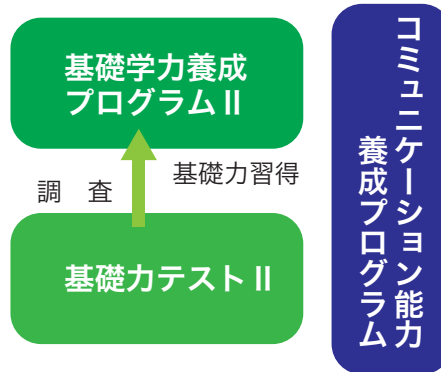 基礎学力養成
プログラムⅡ
調　査
基礎力習得
基礎力テストⅡ
コミュニケーション能力
養成プログラム